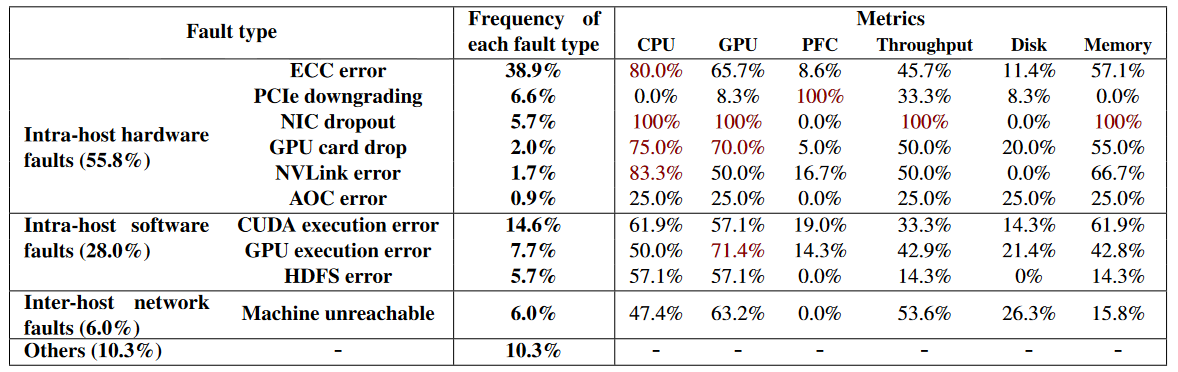 Fault type Frequency of each fault type Metrics
CPU GPU PFC Throughput Disk Memory
Intra-host hardware faults (55.8%) ECC error 38.9% 80.0% 65.7% 8.6% 45.7% 11.4% 57.1%
PCIe downgrading 6.6% 0.0% 8.3% 100% 33.3% 8.3% 0.0%
NIC dropout 5.7% 100% 100% 0.0% 100% 0.0% 100%
GPU card drop 2.0% 75.0% 70.0% 5.0% 50.0% 20.0% 55.0%
NVLink error 1.7% 83.3% 50.0% 16.7% 50.0% 0.0% 66.7%
AOC error 0.9% 25.0% 25.0% 0.0% 25.0% 25.0% 25.0%
Intra-host software faults (28.0%) CUDA execution error 14.6% 61.9% 57.1% 19.0% 33.3% 14.3% 61.9%
GPU execution error 7.7% 50.0% 71.4% 14.3% 42.9% 21.4% 42.8%
HDFS error 5.7% 57.1% 57.1% 0.0% 14.3% 0% 14.3%
Inter-host network faults (6.0%) Machine unreachable 6.0% 47.4% 63.2% 0.0% 53.6% 26.3% 15.8%
Others (10.3%) - 10.3% - - - - - -